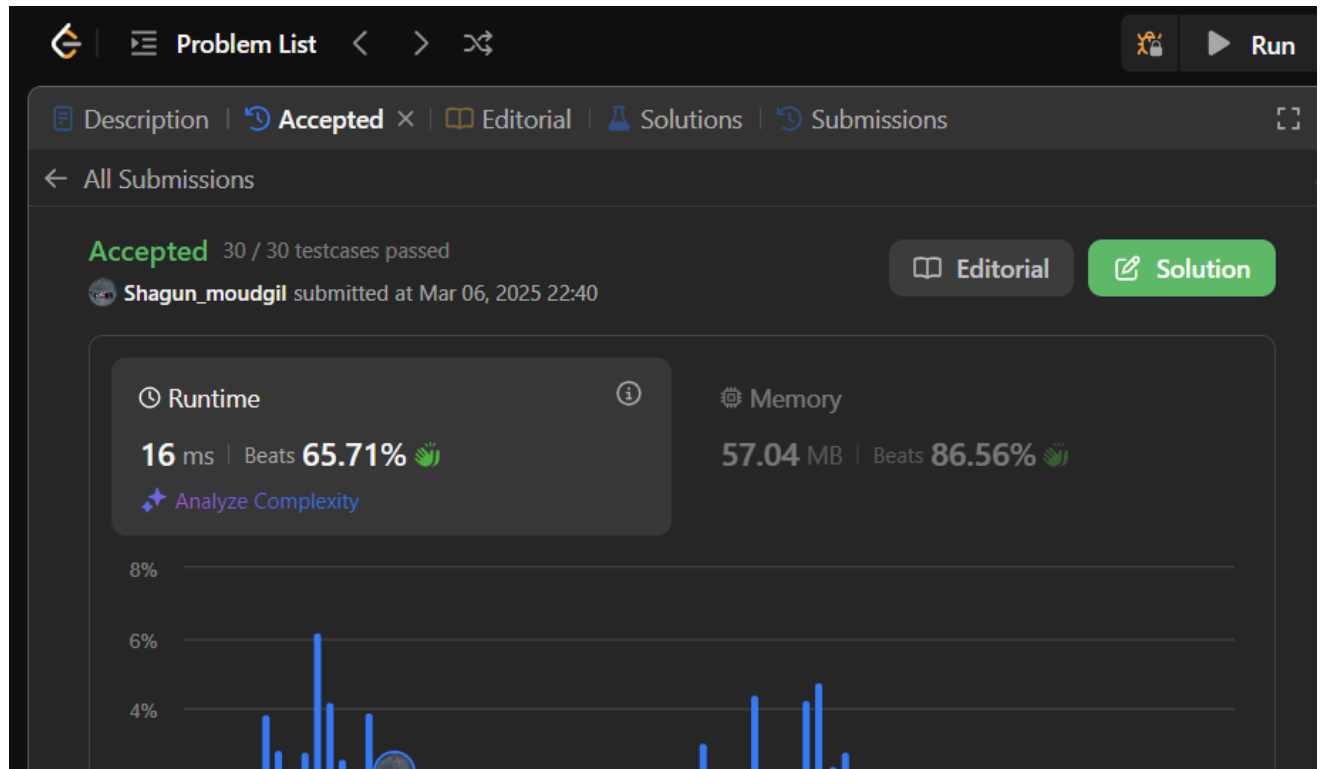 Problem List Run
Description Accepted Editorial Solutions Submissions
All Submissions
Accepted 30 / 30 testcases passed
Editorial Solution
Shagun_moudgil submitted at Mar 06, 2025 22:40
Runtime
Memory
16 ms Beats 65.71%
57.04 MB Beats 86.56%
Analyze Complexity
8%
6%
4%